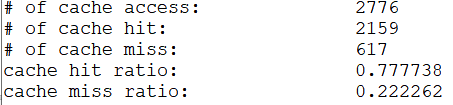 # of cache access: 2776
# of cache hit: 2159
# of cache miss: 617
cache hit ratio: 0.777738
cache miss ratio: 0.222262